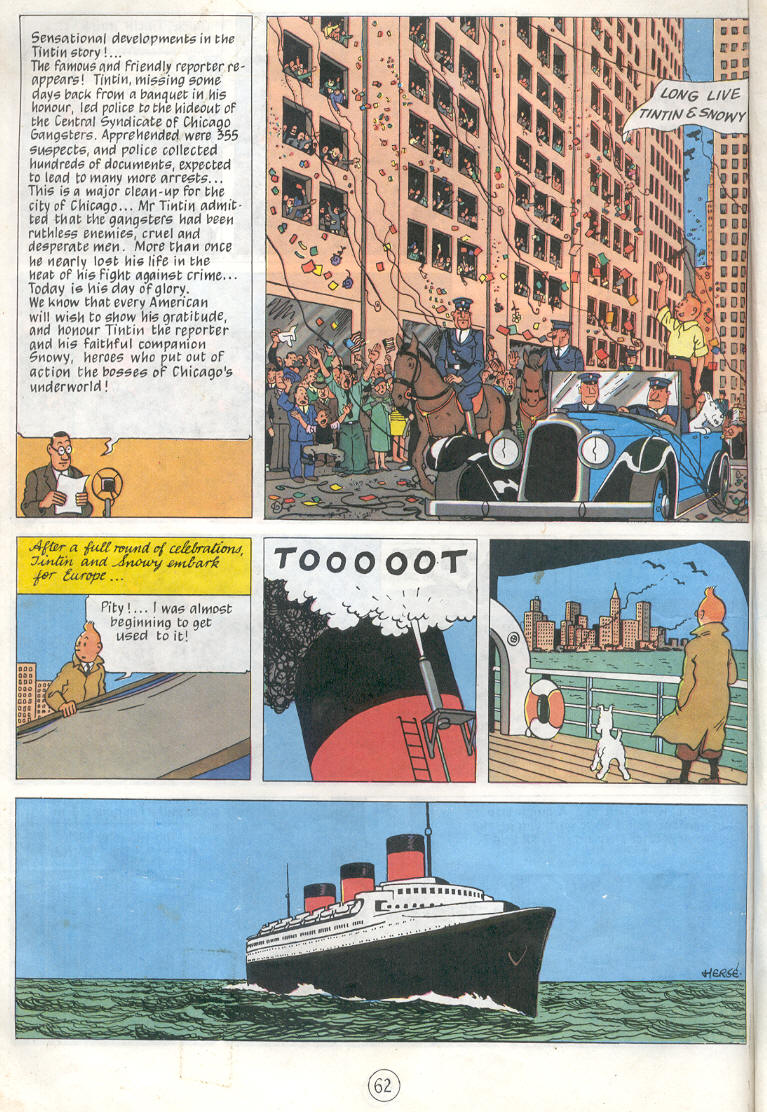 Sensational developments in the
Tintin story!...
The famous and friendly reporter re-
appears! Tintin, missing some
days back from a banquet in his
honour, led police to the hideout of
the Central Syndicate of Chicago
Gangsters. Apprehended were 355
suspects, and police collected
hundreds of documents, expected
to lead to many more arrests...
This is a major clean-up for the
city of Chicago... Mr Tintin admit-
ted that the gangsters had been
ruthless enemies, cruel and
desperate men. More than once
he nearly lost his life in the
heat of his fight against crime...
Today is his day of glory.
We know that every American
will wish to show his gratitude,
and honour Tintin the reporter
and his faithful companion
Snowy, heroes who put out of
action the bosses of Chicago's
underworld!
LONG LIVE
TINTIN & SNOWY
After a full round of celebrations,
Tintin and Snowy embark
for Europe...
Pity!... I was almost
beginning to get
used to it!
TOOOOOT
HERGÉ.
62